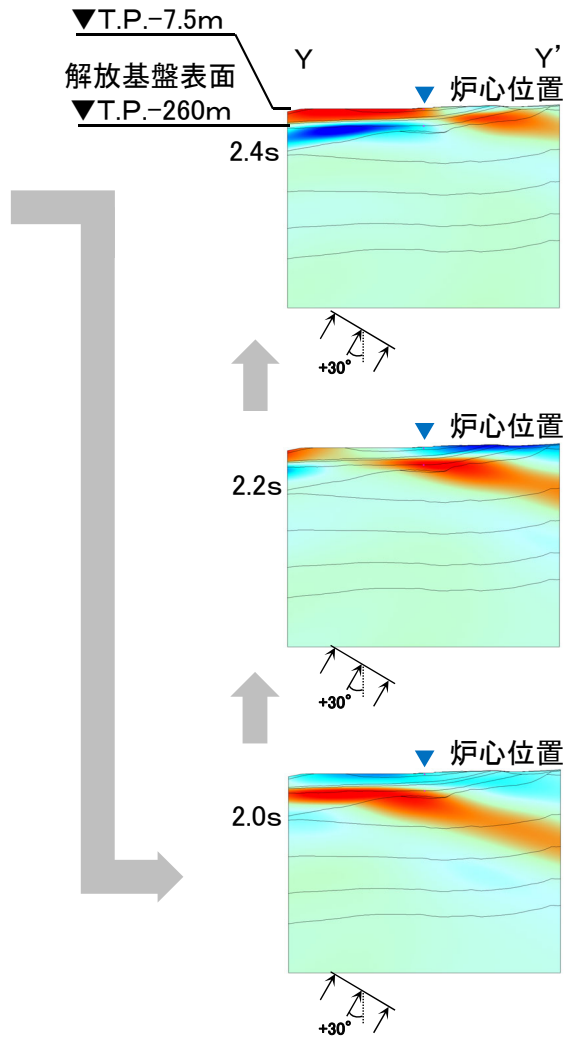 ▼T.P.-7.5m
解放基盤表面
▼T.P.-260m
Y
Y'
炉心位置
2.4s
+30°
炉心位置
2.2s
+30°
炉心位置
2.0s
+30°